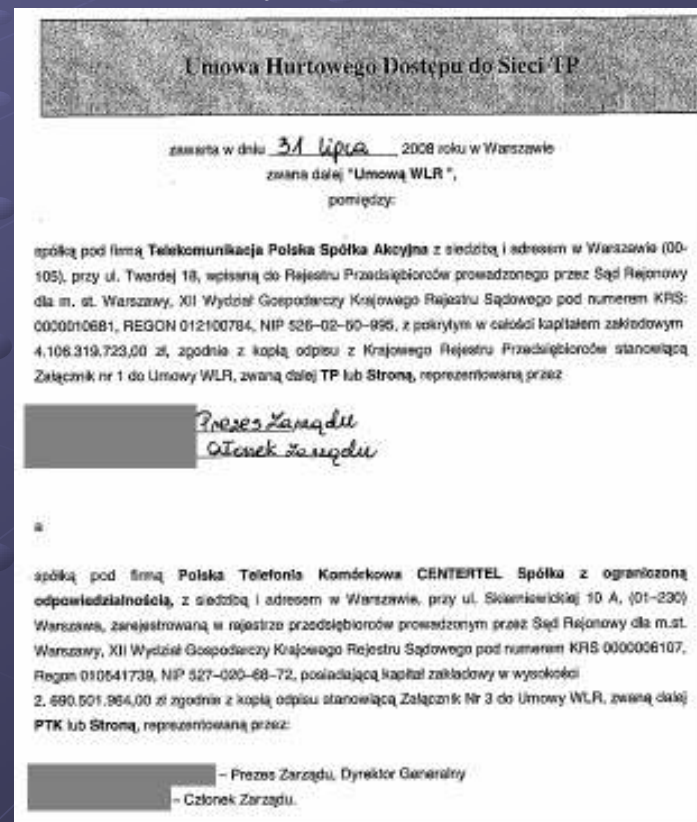 Umowa Hurtowego Dostępu do Sieci TP
zawarta w dniu 31 lipca 2008 roku w Warszawie
zwana dalej "Umową WLR",
pomiędzy:
spółką pod firmą Telekomunikacja Polska Spółka Akcyjna z siedzibą i adresem w Warszawie (00-
105), przy ul. Twardej 18, wpisaną do Rejestru Przedsiębiorców prowadzonego przez Sąd Rejonowy
dla m. st. Warszawy, XII Wydział Gospodarczy Krajowego Rejestru Sądowego pod numerem KRS:
0000010681, REGON 012100784, NIP 526-02-50-995, z pokrytym w całości kapitałem zakładowym
4.106.319.723,00 zł, zgodnie z kopią odpisu z Krajowego Rejestru Przedsiębiorców stanowiącą
Załącznik nr 1 do Umowy WLR, zwaną dalej TP lub Stroną, reprezentowaną przez
Prezes Zarządu
Członek Zarządu
a
spółką pod firmą Polska Telefonia Komórkowa CENTERTEL Spółka z ograniczoną
odpowiedzialnością, z siedzibą i adresem w Warszawie, przy ul. Skierniewickiej 10 A, (01-230)
Warszawa, zarejestrowaną w rejestrze przedsiębiorców prowadzonym przez Sąd Rejonowy dla m.st.
Warszawy, XII Wydział Gospodarczy Krajowego Rejestru Sądowego pod numerem KRS 0000006107,
Regon 010541739, NIP 527-020-68-72, posiadającą kapitał zakładowy w wysokości
2. 690.501.964,00 zł zgodnie z kopią odpisu stanowiącą Załącznik Nr 3 do Umowy WLR, zwaną dalej
PTK lub Stroną, reprezentowaną przez:
– Prezes Zarządu, Dyrektor Generalny
– Członek Zarządu.